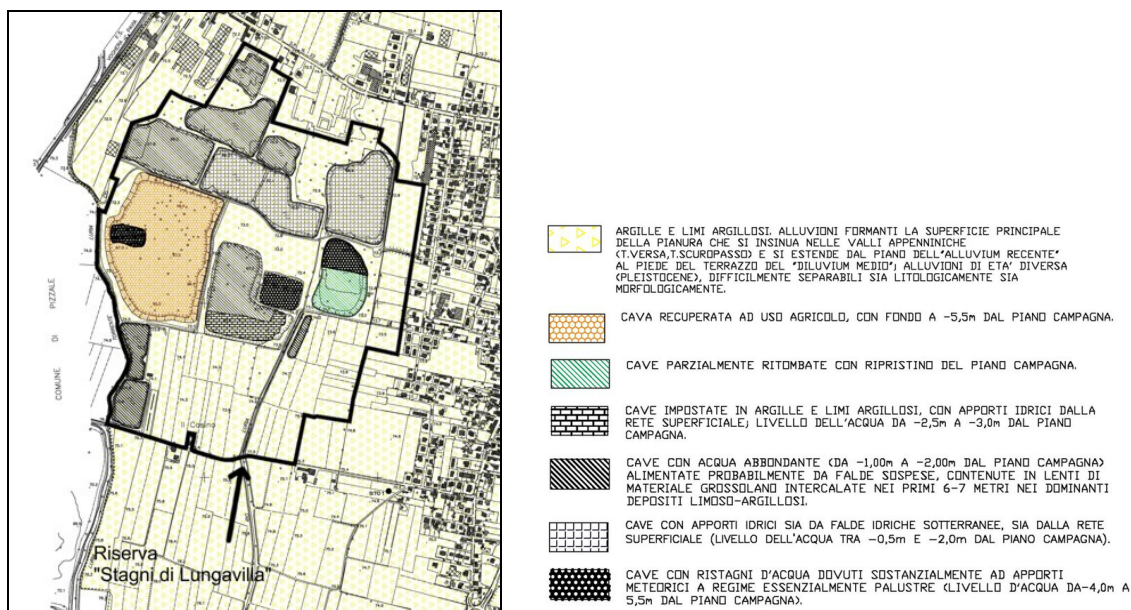 COMUNE DI PIZZALE
Il Casino
Riserva
"Stagni di Lungavilla"
ARGILLE E LIMI ARGILLOSI. ALLUVIONI FORMANTI LA SUPERFICIE PRINCIPALE
DELLA PIANURA CHE SI INSINUA NELLE VALLI APPENNINICHE
(T.VERSA,T.SCUROPASSO) E SI ESTENDE DAL PIANO DELL'"ALLUVIUM RECENTE"
AL PIEDE DEL TERRAZZO DEL "DILUVIUM MEDIO"; ALLUVIONI DI ETA' DIVERSA
(PLEISTOCENE), DIFFICILMENTE SEPARABILI SIA LITOLOGICAMENTE SIA
MORFOLOGICAMENTE.
CAVA RECUPERATA AD USO AGRICOLO, CON FONDO A -5,5m DAL PIANO CAMPAGNA.
CAVE PARZIALMENTE RITOMBATE CON RIPRISTINO DEL PIANO CAMPAGNA.
CAVE IMPOSTATE IN ARGILLE E LIMI ARGILLOSI, CON APPORTI IDRICI DALLA
RETE SUPERFICIALE; LIVELLO DELL'ACQUA DA -2,5m A -3,0m DAL PIANO
CAMPAGNA.
CAVE CON ACQUA ABBONDANTE (DA -1,00m A -2,00m DAL PIANO CAMPAGNA)
ALIMENTATE PROBABILMENTE DA FALDE SOSPESE, CONTENUTE IN LENTI DI
MATERIALE GROSSOLANO INTERCALATE NEI PRIMI 6-7 METRI NEI DOMINANTI
DEPOSITI LIMOSO-ARGILLOSI.
CAVE CON APPORTI IDRICI SIA DA FALDE IDRICHE SOTTERRANEE, SIA DALLA RETE
SUPERFICIALE (LIVELLO DELL'ACQUA TRA -0,5m E -2,0m DAL PIANO CAMPAGNA).
CAVE CON RISTAGNI D'ACQUA DOVUTI SOSTANZIALMENTE AD APPORTI
METEORICI A REGIME ESSENZIALMENTE PALUSTRE (LIVELLO D'ACQUA DA-4,0m A
5,5m DAL PIANO CAMPAGNA).